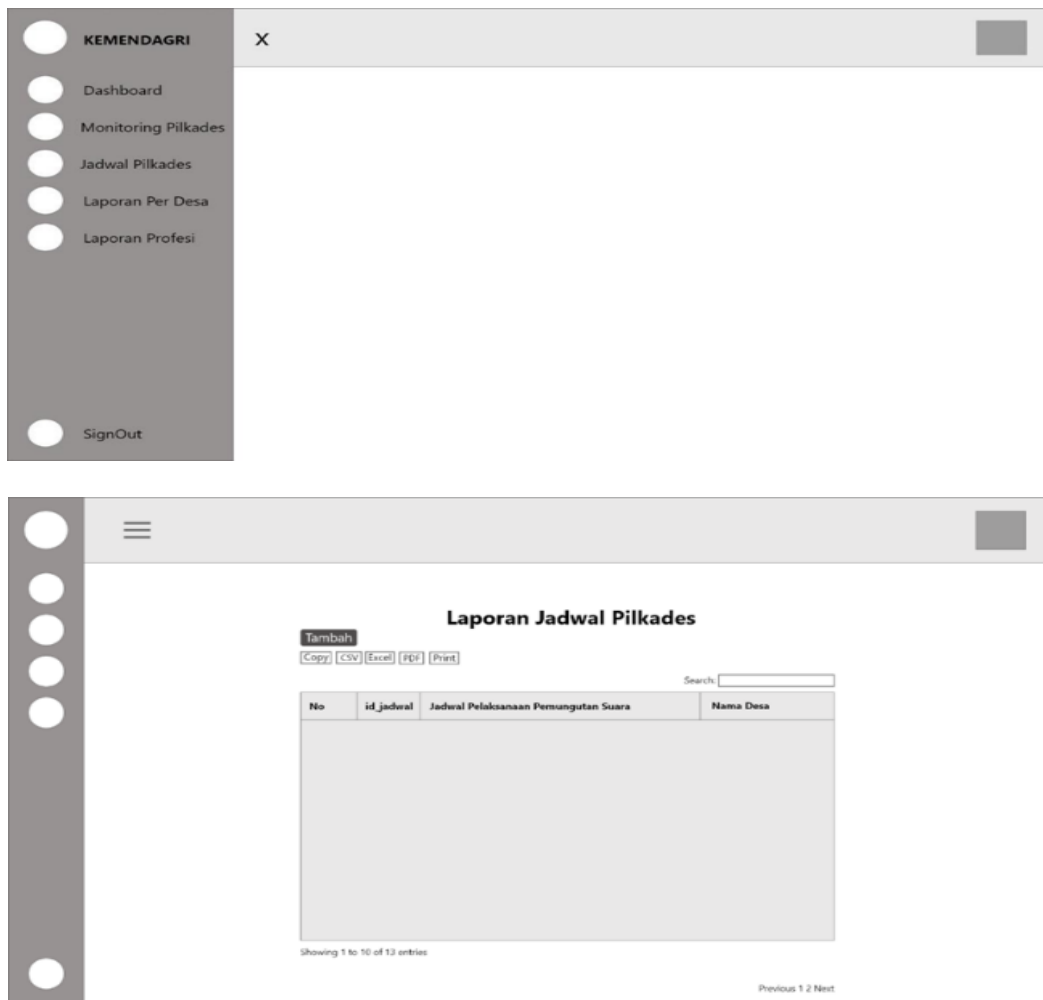 KEMENDAGRI X
Dashboard
Monitoring Pilkades
Jadwal Pilkades
Laporan Per Desa
Laporan Profesi
SignOut
Laporan Jadwal Pilkades
Tambah
Copy CSV Excel PDF Print
Search:
No id_jadwal Jadwal Pelaksanaan Pemungutan Suara Nama Desa
Showing 1 to 10 of 13 entries
Previous 1 2 Next